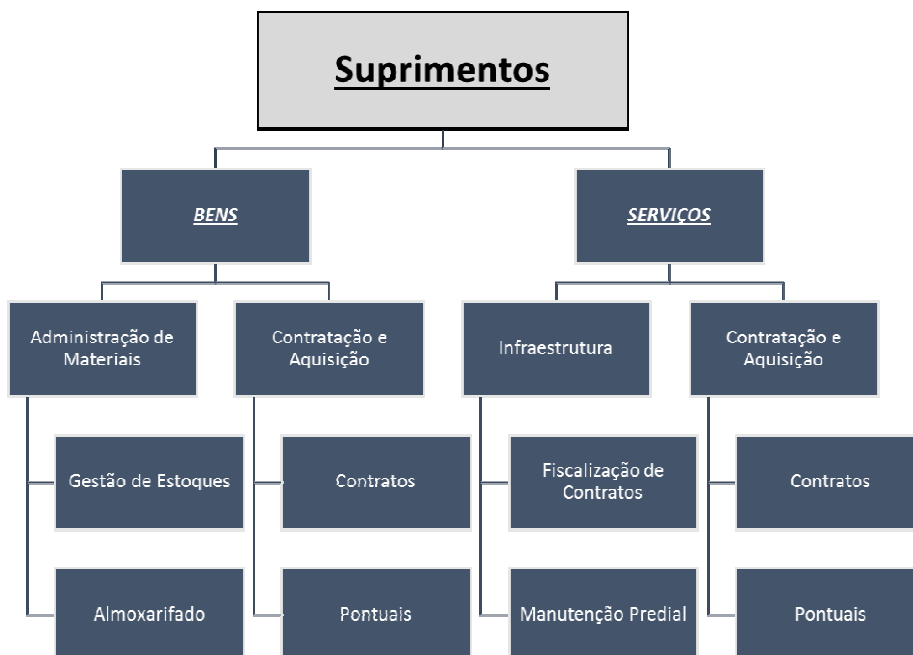 Suprimentos
BENS
SERVIÇOS
Administração de
Materiais
Contratação e
Aquisição
Infraestrutura
Contratação e
Aquisição
Gestão de Estoques
Contratos
Fiscalização de
Contratos
Contratos
Almoxarifado
Pontuais
Manutenção Predial
Pontuais